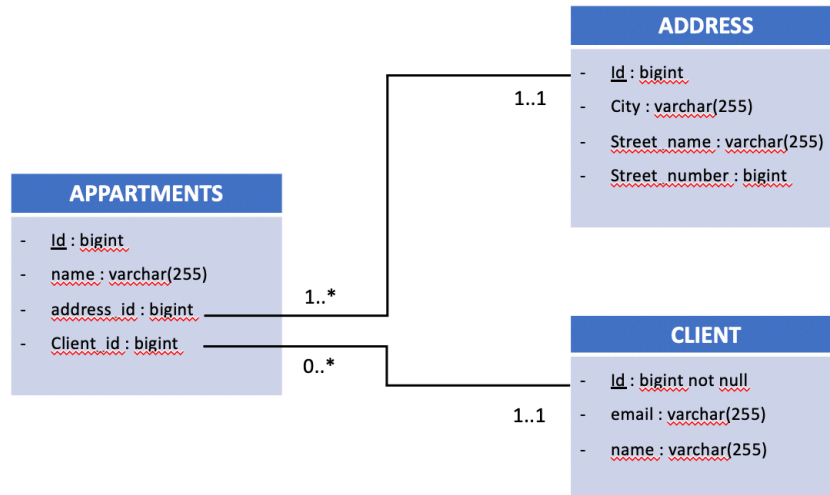 ADDRESS
- Id : bigint
- City : varchar(255)
- Street_name : varchar(255)
- Street_number : bigint
1..1
APPARTMENTS
- Id : bigint
- name : varchar(255)
- address_id : bigint
- Client_id : bigint
1..*
0..*
CLIENT
- Id : bigint not null
- email : varchar(255)
- name : varchar(255)
1..1